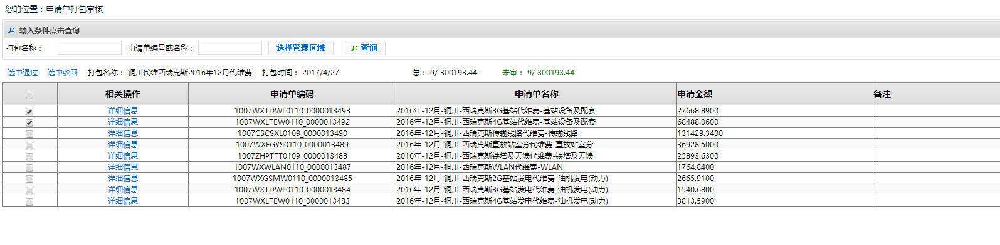 您的位置：申请单打包审核
输入条件点击查询
打包名称： 申请单编号或名称： 选择管理区域 查询
选中通过 选中驳回 打包名称： 铜川代维西瑞克斯2016年12月代维费 打包时间： 2017/4/27 总： 9/ 300193.44 未审： 9/ 300193.44
相关操作 申请单编码 申请单名称 申请金额 备注
详细信息 1007WXTDWL0110_0000013493 2016年-12月-铜川-西瑞克斯3G基站代维费-基站设备及配套 27668.8900
详细信息 1007WXLTEW0110_0000013492 2016年-12月-铜川-西瑞克斯4G基站代维费-基站设备及配套 68488.0600
详细信息 1007CSCSXL0109_0000013490 2016年-12月-铜川-西瑞克斯传输线路代维费-传输线路 131429.3400
详细信息 1007WXFGYS0110_0000013489 2016年-12月-铜川-西瑞克斯直放站室分代维费-直放站室分 36928.5000
详细信息 1007ZHPTTT0109_0000013488 2016年-12月-铜川-西瑞克斯铁塔及天馈代维费-铁塔及天馈 25893.6300
详细信息 1007WXWLAN0110_0000013487 2016年-12月-铜川-西瑞克斯WLAN代维费-WLAN 1764.8400
详细信息 1007WXGSMW0110_0000013485 2016年-12月-铜川-西瑞克斯2G基站发电代维费-油机发电(动力) 2665.9100
详细信息 1007WXTDWL0110_0000013484 2016年-12月-铜川-西瑞克斯3G基站发电代维费-油机发电(动力) 1540.6800
详细信息 1007WXLTEW0110_0000013483 2016年-12月-铜川-西瑞克斯4G基站发电代维费-油机发电(动力) 3813.5900